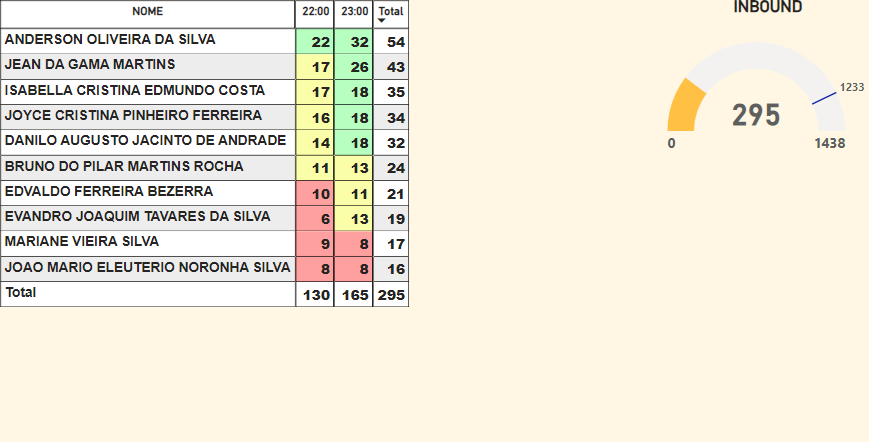 NOME 22:00 23:00 Total
ANDERSON OLIVEIRA DA SILVA 22 32 54
JEAN DA GAMA MARTINS 17 26 43
ISABELLA CRISTINA EDMUNDO COSTA 17 18 35
JOYCE CRISTINA PINHEIRO FERREIRA 16 18 34
DANILO AUGUSTO JACINTO DE ANDRADE 14 18 32
BRUNO DO PILAR MARTINS ROCHA 11 13 24
EDVALDO FERREIRA BEZERRA 10 11 21
EVANDRO JOAQUIM TAVARES DA SILVA 6 13 19
MARIANE VIEIRA SILVA 9 8 17
JOAO MARIO ELEUTERIO NORONHA SILVA 8 8 16
Total 130 165 295
INBOUND
1233
295
0 1438